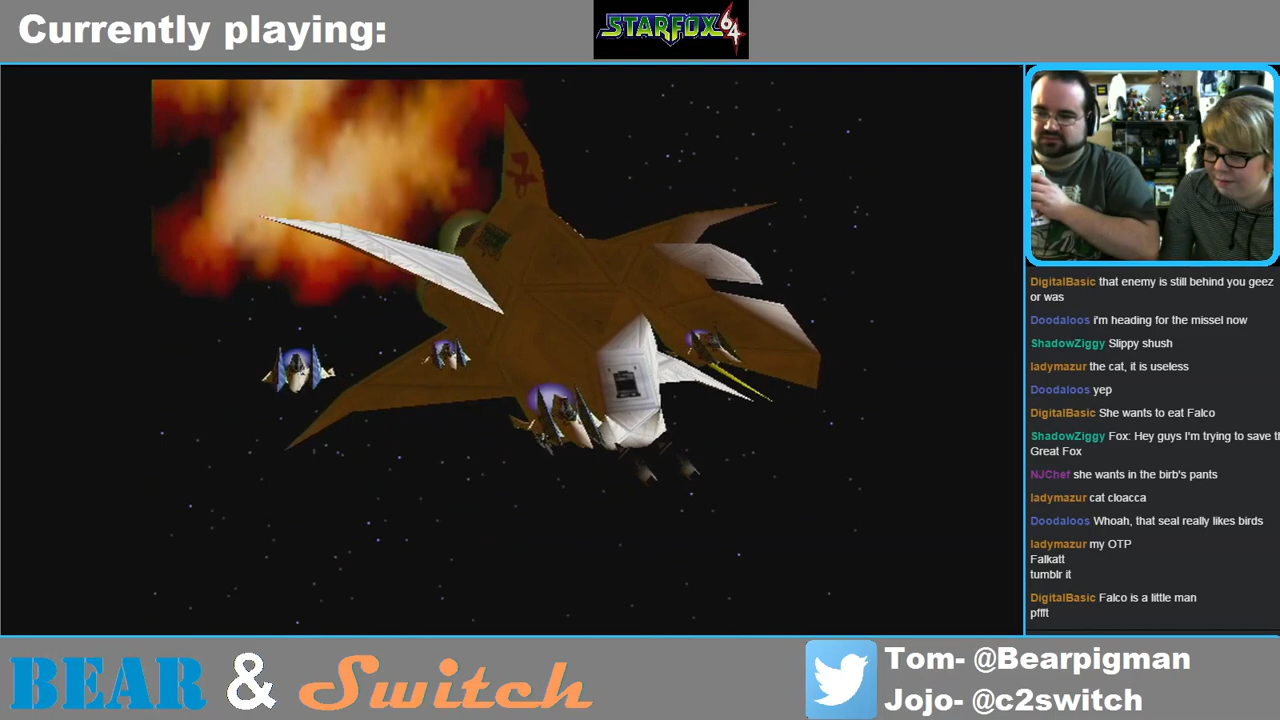 Currently playing:
STARFOX 64
DigitalBasic that enemy is still behind you geez
or was
Doodaloos i'm heading for the missel now
ShadowZiggy Slippy shush
ladymazur the cat, it is useless
Doodaloos yep
DigitalBasic She wants to eat Falco
ShadowZiggy Fox: Hey guys I'm trying to save th
Great Fox
NJChef she wants in the birb's pants
ladymazur cat cloacca
Doodaloos Whoah, that seal really likes birds
ladymazur my OTP
Falkatt
tumblr it
DigitalBasic Falco is a little man
pffft
BEAR & Switch
Tom- @Bearpigman
Jojo- @c2switch